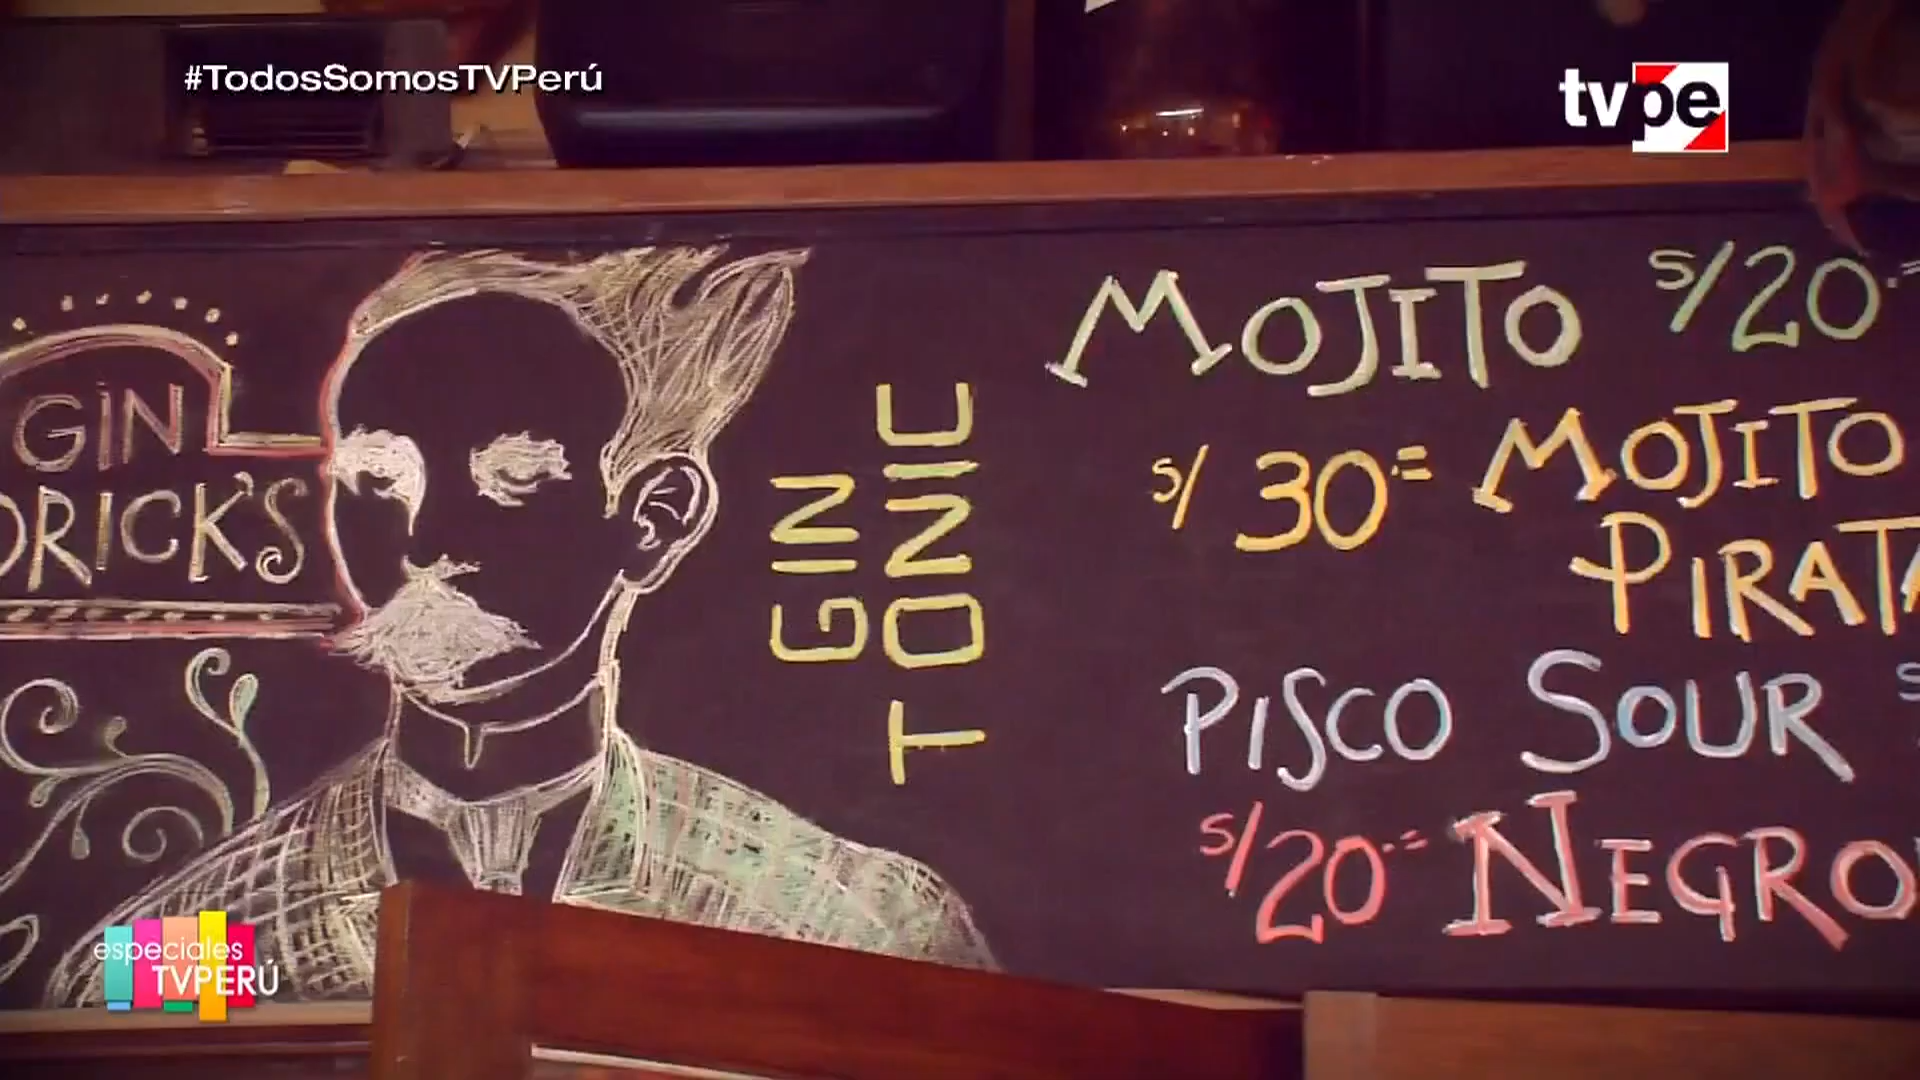 #TodosSomosTVPerú
tvpe
GIN
DRICK'S
GIN
TONIC
MOJITO S/20.=
S/ 30.= MOJITO
PIRATA
PISCO SOUR S/
S/20.= NEGRO
especiales
TVPERÚ